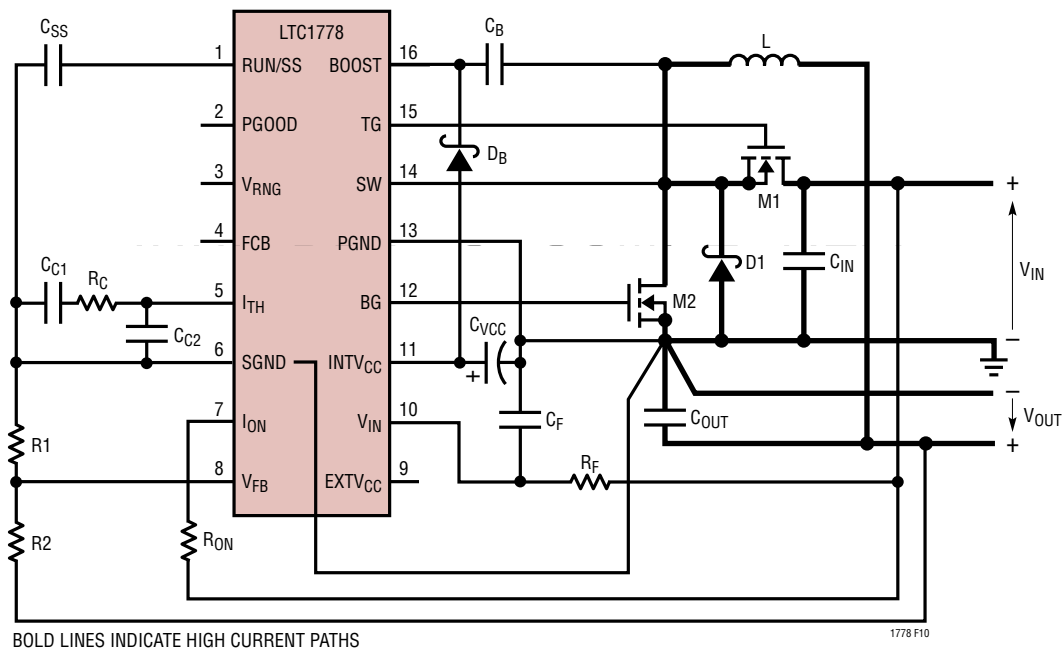 LTC1778
C_SS
1 RUN/SS BOOST 16
C_B
L
2 PGOOD TG 15
D_B
M1
3 V_RNG SW 14
+
4 FCB PGND 13
D1
C_IN
V_IN
C_C1
R_C
5 I_TH BG 12
M2
C_C2
C_VCC
+
6 SGND INTV_CC 11
−
−
7 I_ON V_IN 10
C_F
C_OUT
V_OUT
+
R1
R_F
8 V_FB EXTV_CC 9
R2
R_ON
BOLD LINES INDICATE HIGH CURRENT PATHS
1778 F10